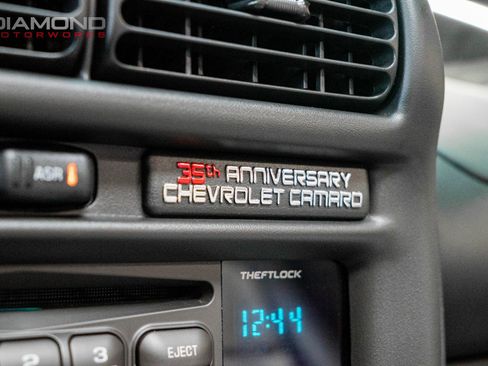 DIAMOND
MOTORWORKS
ASR
35th ANNIVERSARY
CHEVROLET CAMARO
THEFTLOCK
12:44
2 3 EJECT